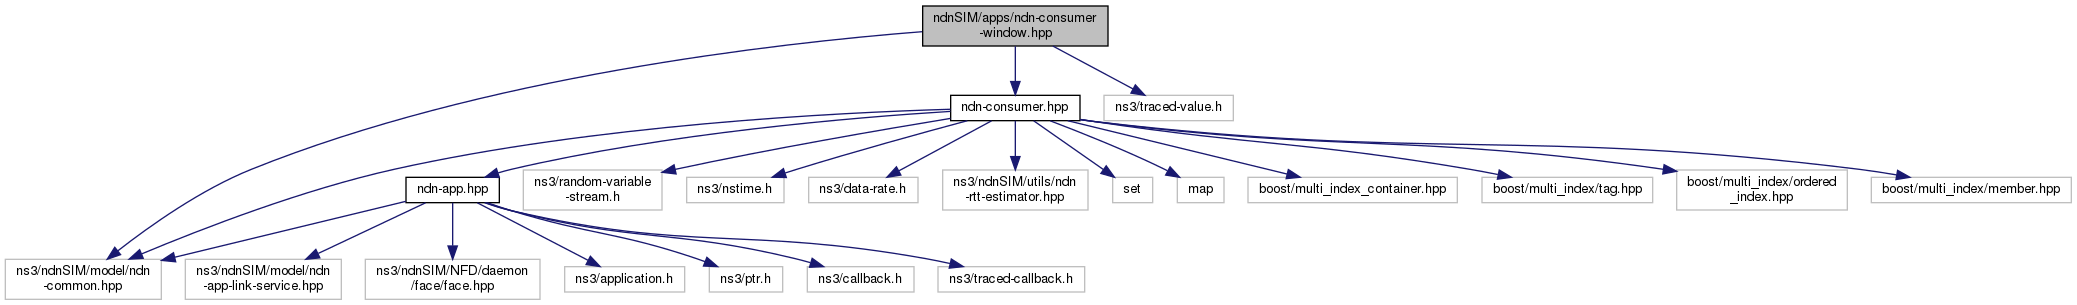 ndnSIM/apps/ndn-consumer
-window.hpp
ndn-consumer.hpp
ns3/traced-value.h
ndn-app.hpp
ns3/random-variable
-stream.h
ns3/nstime.h
ns3/data-rate.h
ns3/ndnSIM/utils/ndn
-rtt-estimator.hpp
set
map
boost/multi_index_container.hpp
boost/multi_index/tag.hpp
boost/multi_index/ordered
_index.hpp
boost/multi_index/member.hpp
ns3/ndnSIM/model/ndn
-common.hpp
ns3/ndnSIM/model/ndn
-app-link-service.hpp
ns3/ndnSIM/NFD/daemon
/face/face.hpp
ns3/application.h
ns3/ptr.h
ns3/callback.h
ns3/traced-callback.h